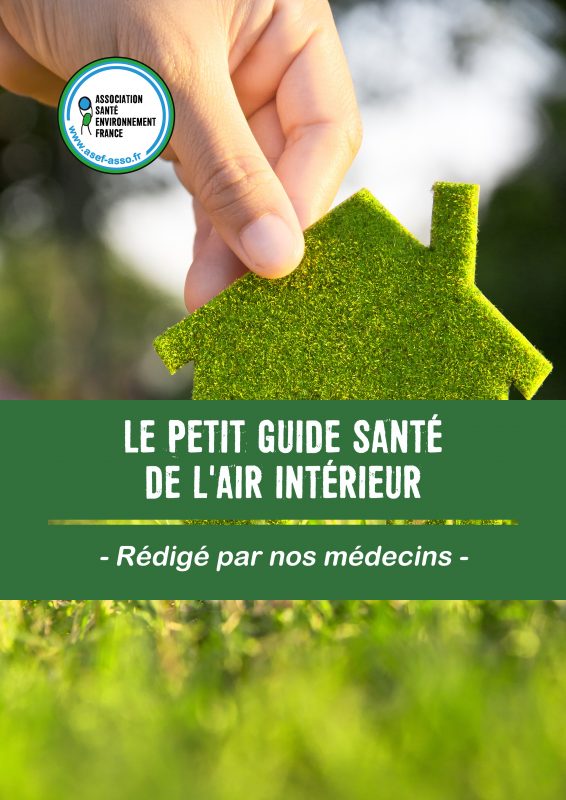 ASSOCIATION
SANTÉ
ENVIRONNEMENT
FRANCE
www.asef-asso.fr
LE PETIT GUIDE SANTÉ
DE L'AIR INTÉRIEUR
- Rédigé par nos médecins -